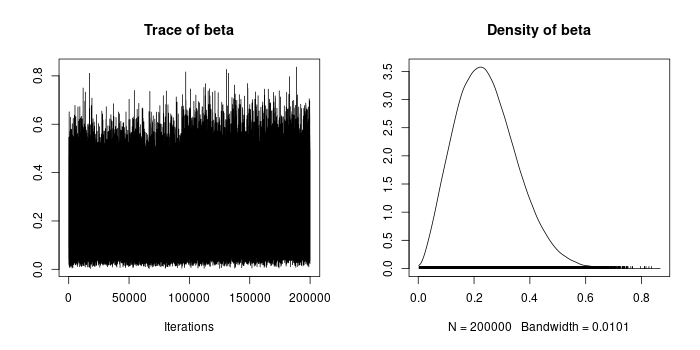 Trace of beta
0.8
0.6
0.4
0.2
0.0
0 50000 100000 150000 200000
Iterations
Density of beta
3.5
3.0
2.5
2.0
1.5
1.0
0.5
0.0
0.0 0.2 0.4 0.6 0.8
N = 200000 Bandwidth = 0.0101